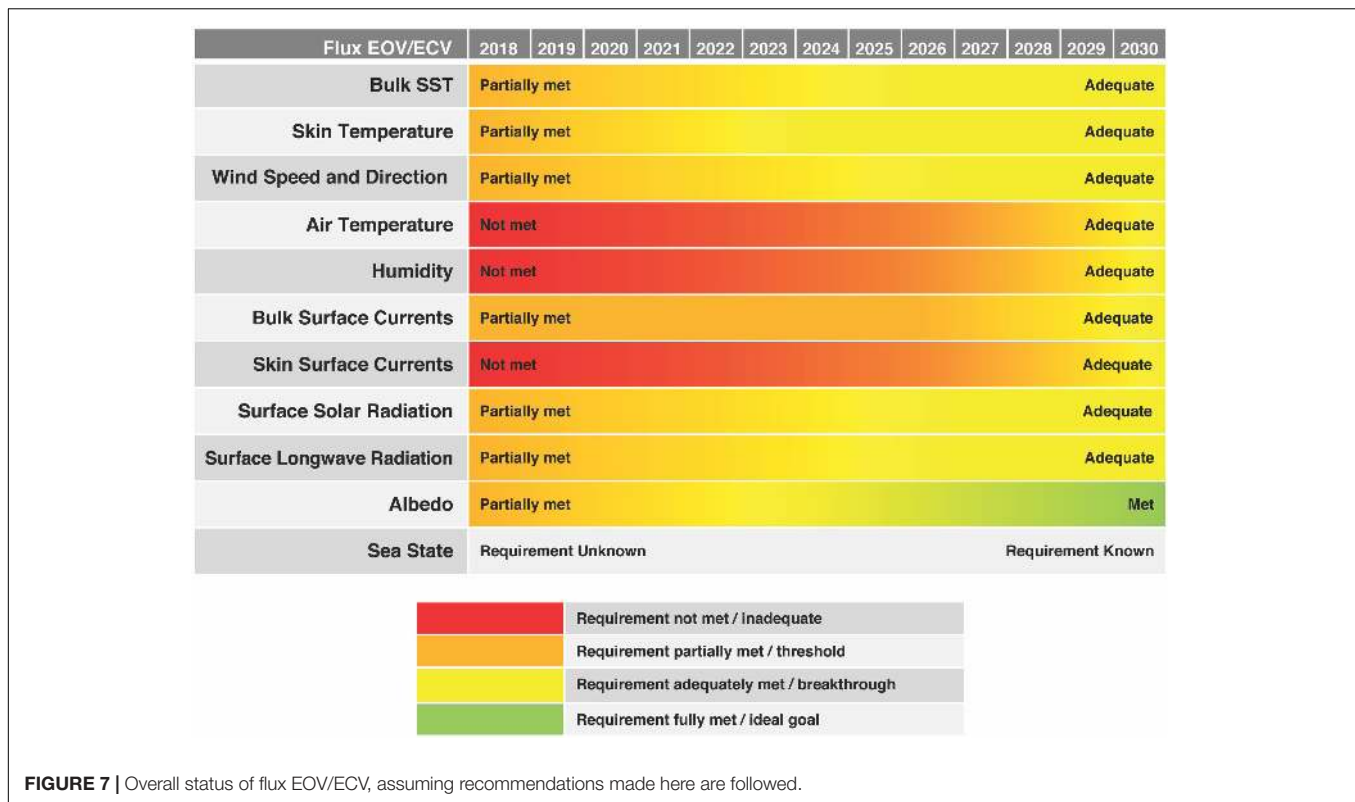 Flux EOV/ECV 2018 2019 2020 2021 2022 2023 2024 2025 2026 2027 2028 2029 2030
Bulk SST Partially met Adequate
Skin Temperature Partially met Adequate
Wind Speed and Direction Partially met Adequate
Air Temperature Not met Adequate
Humidity Not met Adequate
Bulk Surface Currents Partially met Adequate
Skin Surface Currents Not met Adequate
Surface Solar Radiation Partially met Adequate
Surface Longwave Radiation Partially met Adequate
Albedo Partially met Met
Sea State Requirement Unknown Requirement Known
Requirement not met / inadequate
Requirement partially met / threshold
Requirement adequately met / breakthrough
Requirement fully met / ideal goal
FIGURE 7 | Overall status of flux EOV/ECV, assuming recommendations made here are followed.